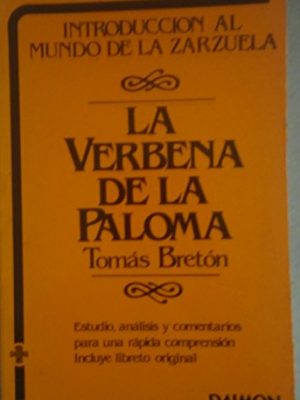 INTRODUCCION AL
MUNDO DE LA ZARZUELA
LA
VERBENA
DE LA
PALOMA
Tomás Bretón
Estudio, análisis y comentarios
para una rápida comprensión
Incluye libreto original
DAIMON